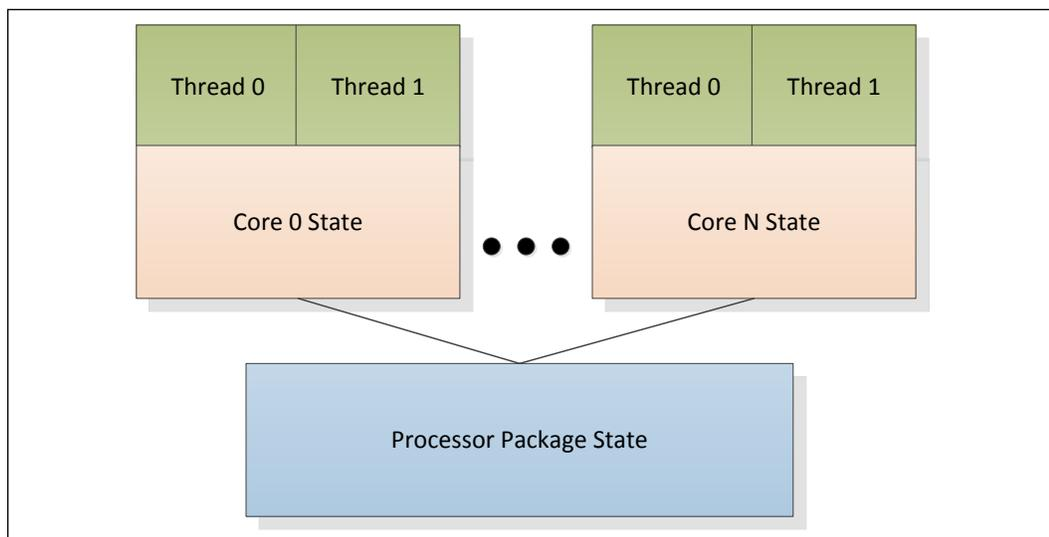 Thread 0
Thread 1
Thread 0
Thread 1
Core 0 State
Core N State
Processor Package State